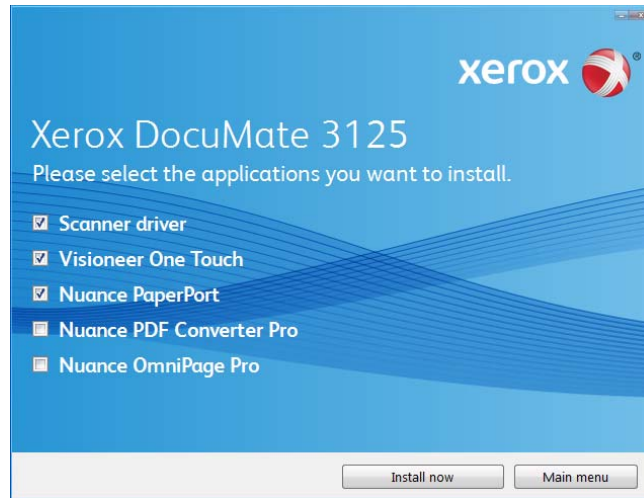 xerox ®
Xerox DocuMate 3125
Please select the applications you want to install.
Scanner driver
Visioneer One Touch
Nuance PaperPort
Nuance PDF Converter Pro
Nuance OmniPage Pro
Install now Main menu